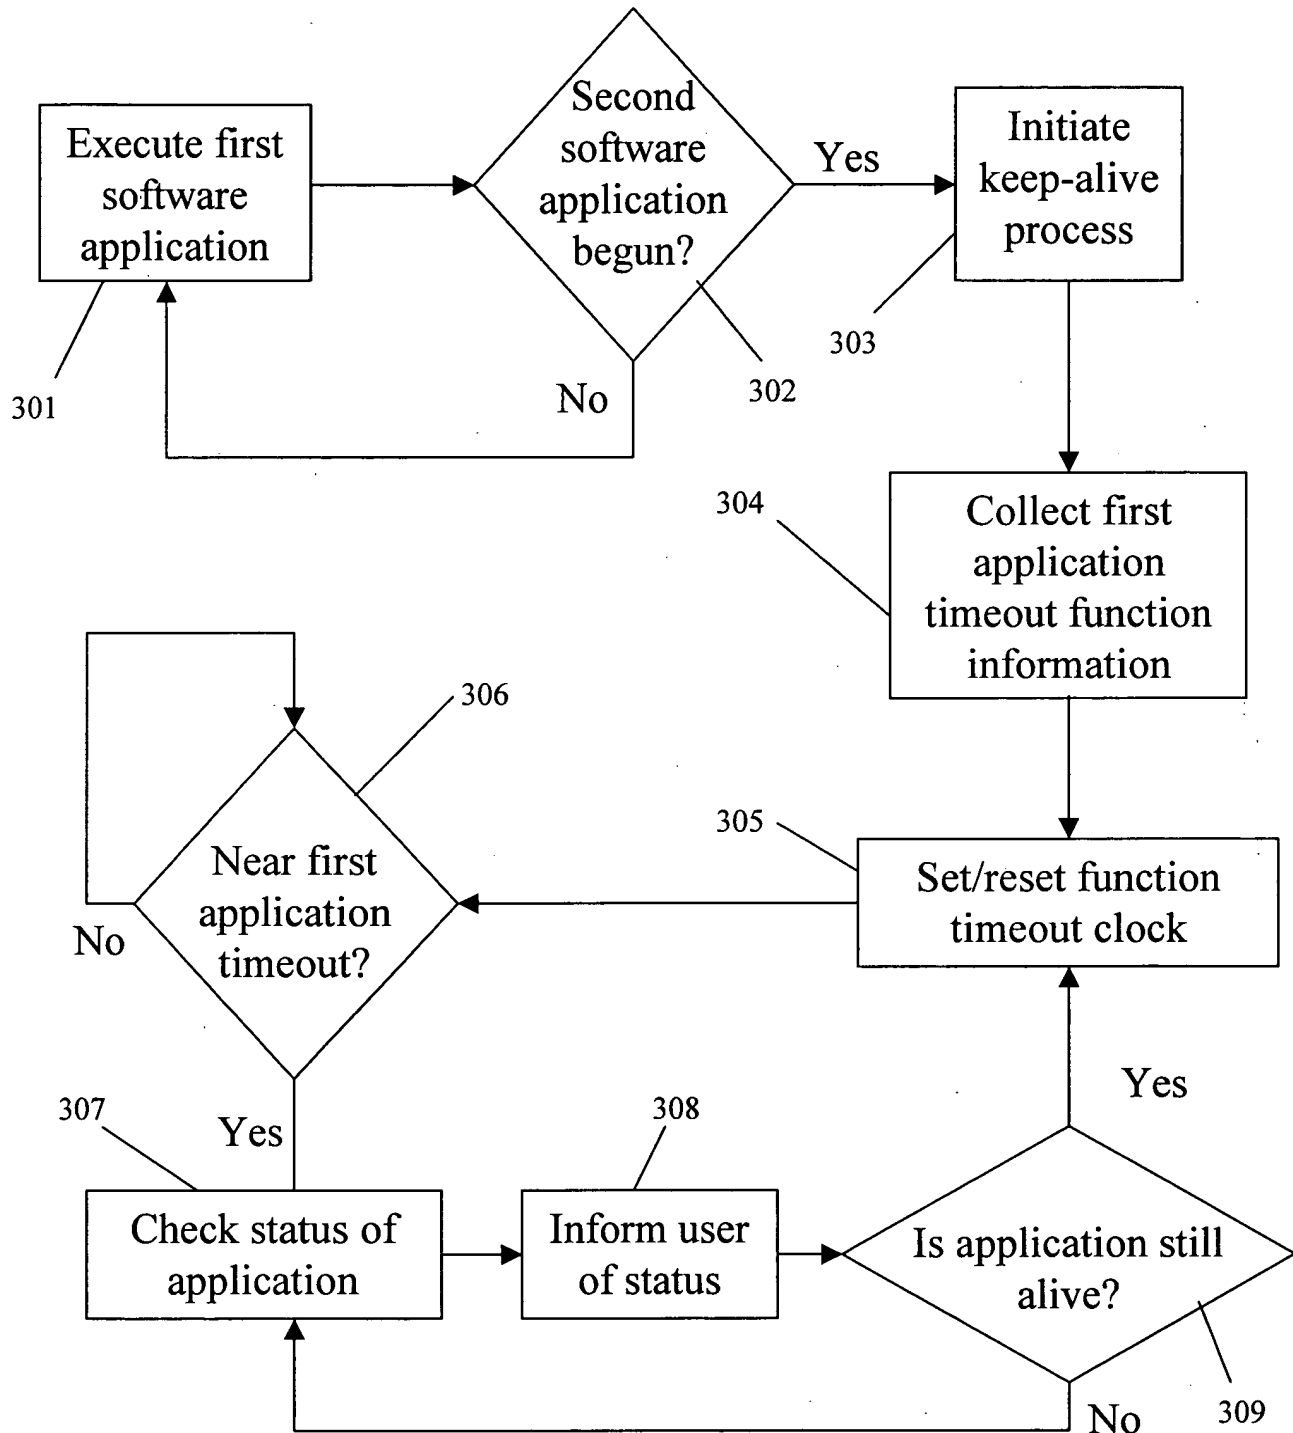 Execute first
software
application
301
Second
software
application
begun?
302
Yes
No
Initiate
keep-alive
process
303
304
Collect first
application
timeout function
information
305
Set/reset function
timeout clock
306
Near first
application
timeout?
No
Yes
307
Check status of
application
308
Inform user
of status
Is application still
alive?
Yes
No
309